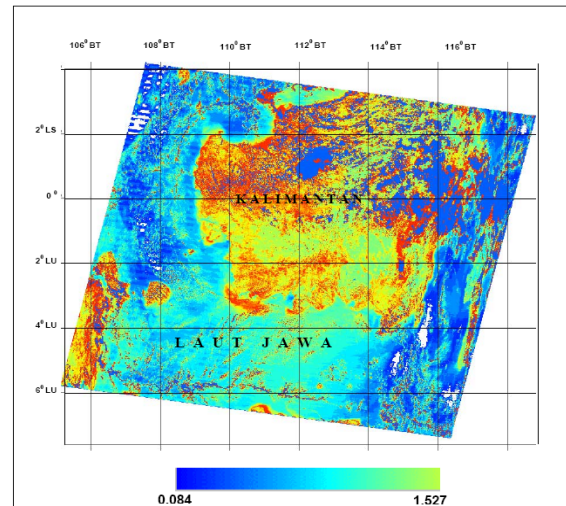 106° BT 108° BT 110° BT 112° BT 114° BT 116° BT
2° LS
0°
KALIMANTAN
2° LU
4° LU
LAUT JAWA
6° LU
0.084 1.527